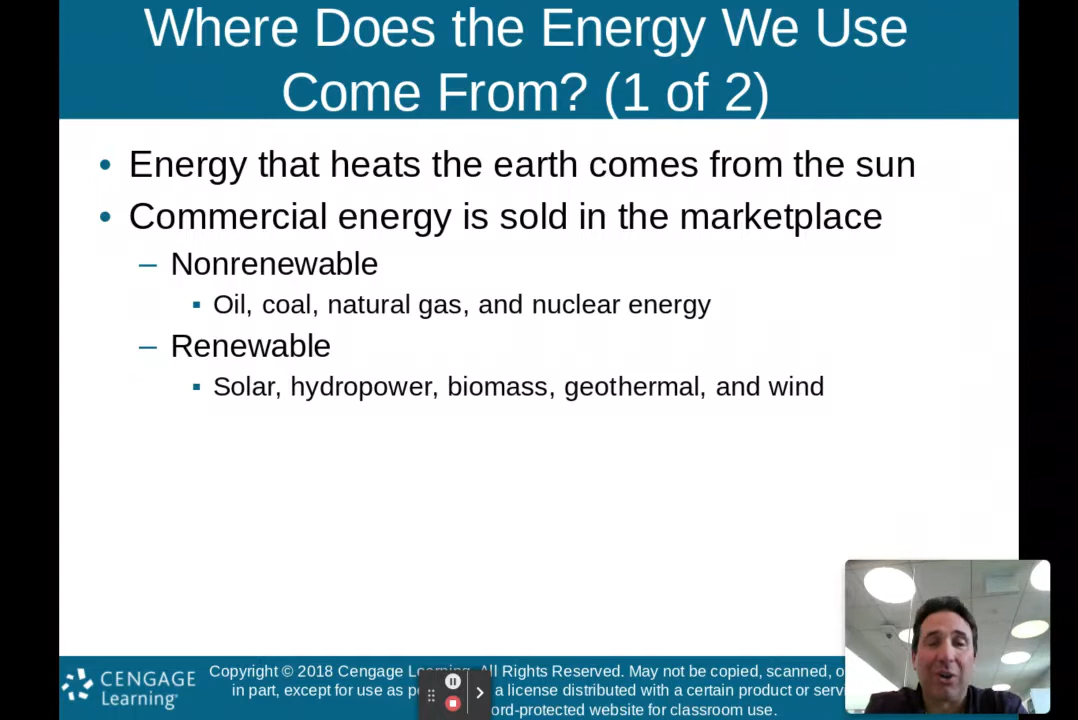 Where Does the Energy We Use
Come From? (1 of 2)
• Energy that heats the earth comes from the sun
• Commercial energy is sold in the marketplace
– Nonrenewable
▪ Oil, coal, natural gas, and nuclear energy
– Renewable
▪ Solar, hydropower, biomass, geothermal, and wind
CENGAGE
Learning
Copyright © 2018 Cengage Learning. All Rights Reserved. May not be copied, scanned,
in part, except for use as a license distributed with a certain product or
website for classroom use.